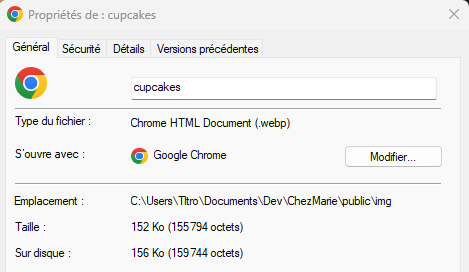 Propriétés de : cupcakes
Général Sécurité Détails Versions précédentes
cupcakes
Type du fichier : Chrome HTML Document (.webp)
S'ouvre avec : Google Chrome Modifier...
Emplacement : C:\Users\Tltro\Documents\Dev\ChezMarie\public\img
Taille : 152 Ko (155 794 octets)
Sur disque : 156 Ko (159 744 octets)